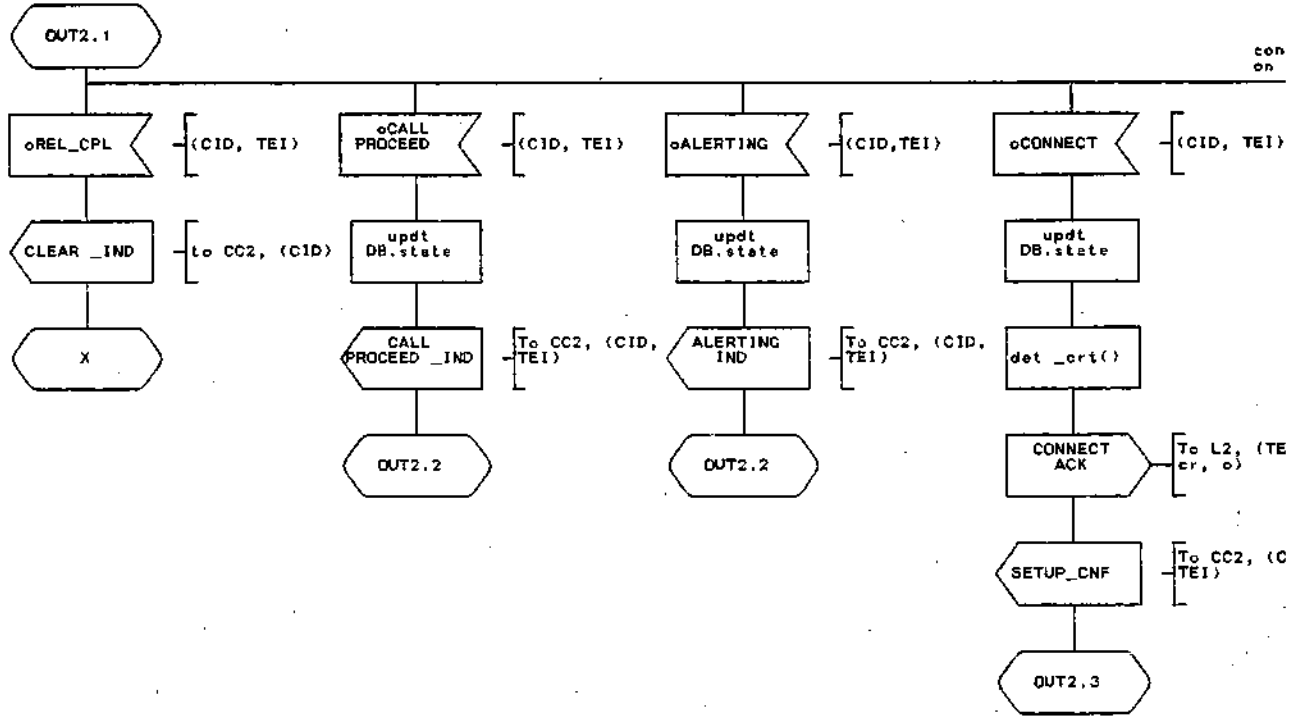 OUT2.1
con
on
oREL_CPL
(CID, TEI)
oCALL
PROCEED
(CID, TEI)
oALERTING
(CID,TEI)
oCONNECT
(CID, TEI)
CLEAR _IND
to CC2, (CID)
updt
DB.state
updt
DB.state
updt
DB.state
X
CALL
PROCEED _IND
To CC2, (CID,
TEI)
ALERTING
IND
To CC2, (CID,
TEI)
det _crt()
OUT2.2
OUT2.2
CONNECT
ACK
To L2, (TE
cr, o)
SETUP_CNF
To CC2, (C
TEI)
OUT2.3